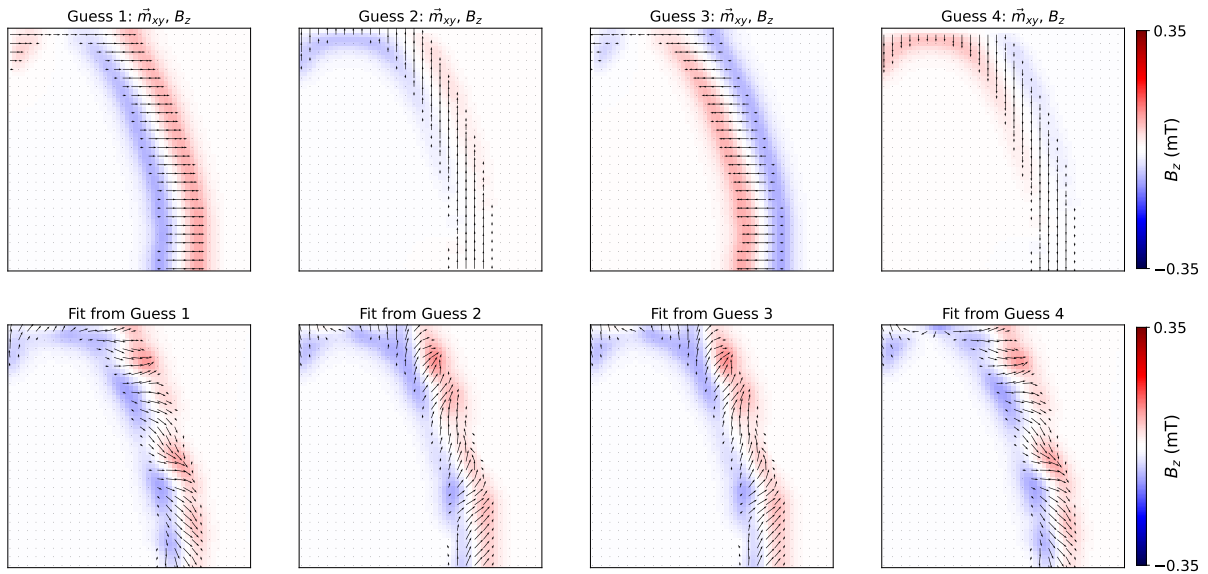 Guess 1: $\vec{m}_{xy}$, $B_z$
Guess 2: $\vec{m}_{xy}$, $B_z$
Guess 3: $\vec{m}_{xy}$, $B_z$
Guess 4: $\vec{m}_{xy}$, $B_z$
0.35
$B_z$ (mT)
−0.35
Fit from Guess 1
Fit from Guess 2
Fit from Guess 3
Fit from Guess 4
0.35
$B_z$ (mT)
−0.35